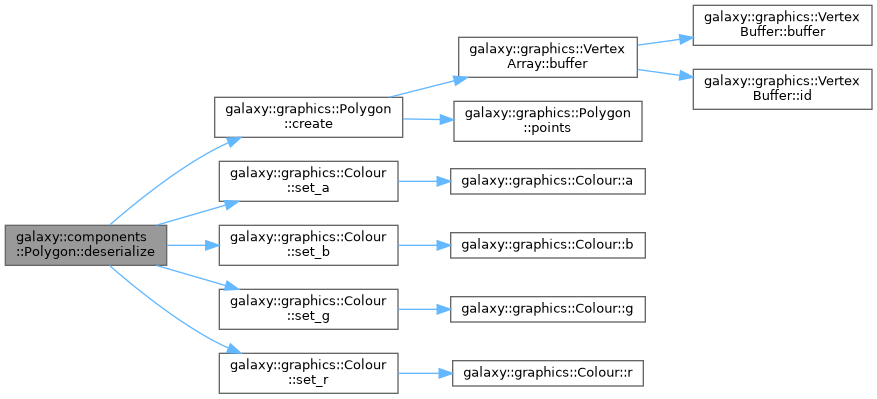 galaxy::components
::Polygon::deserialize
galaxy::graphics::Polygon
::create
galaxy::graphics::Vertex
Array::buffer
galaxy::graphics::Vertex
Buffer::buffer
galaxy::graphics::Vertex
Buffer::id
galaxy::graphics::Polygon
::points
galaxy::graphics::Colour
::set_a
galaxy::graphics::Colour::a
galaxy::graphics::Colour
::set_b
galaxy::graphics::Colour::b
galaxy::graphics::Colour
::set_g
galaxy::graphics::Colour::g
galaxy::graphics::Colour
::set_r
galaxy::graphics::Colour::r